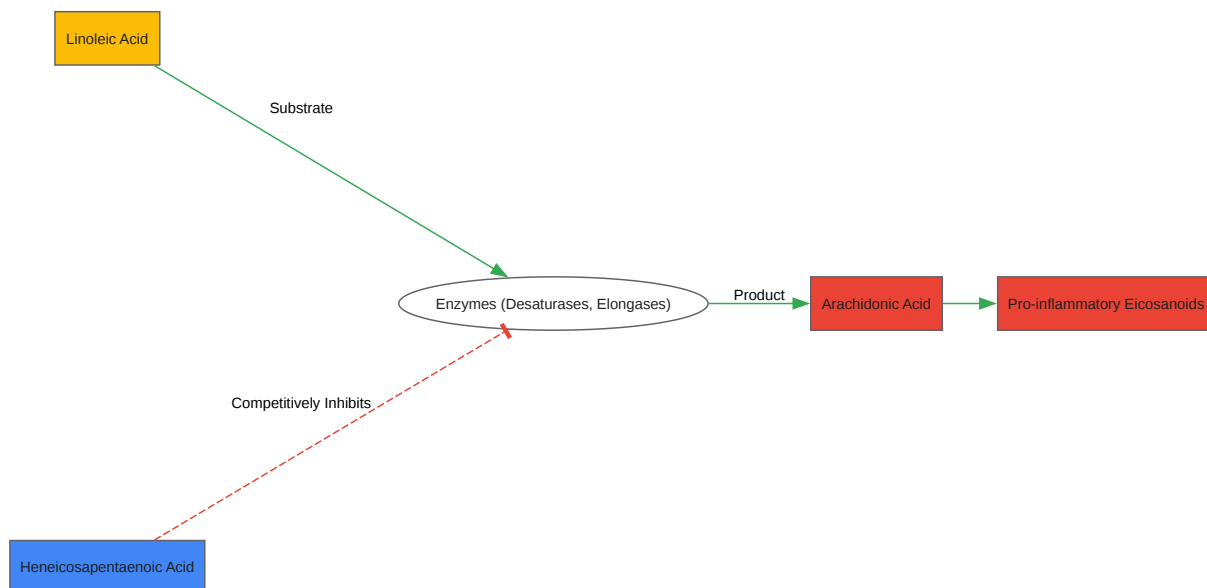 Linoleic Acid
Substrate
Enzymes (Desaturases, Elongases)
Product
Arachidonic Acid
Pro-inflammatory Eicosanoids
Competitively Inhibits
Heneicosapentaenoic Acid